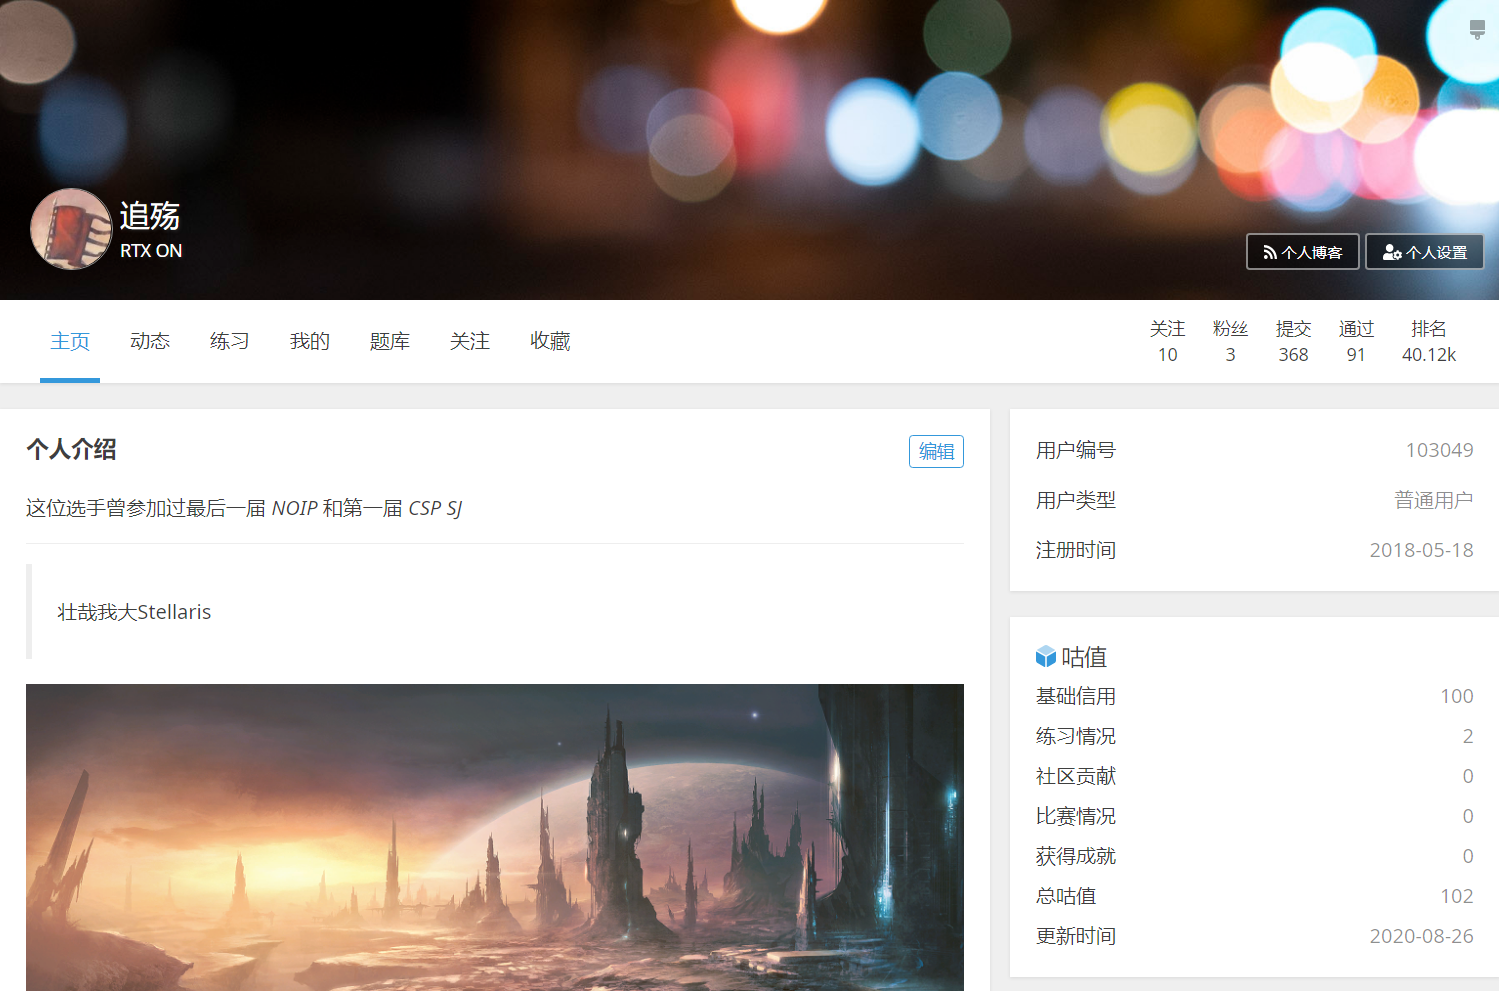 追殇
RTX ON
个人博客
个人设置
主页 动态 练习 我的 题库 关注 收藏
关注 粉丝 提交 通过 排名
10 3 368 91 40.12k
个人介绍
编辑
这位选手曾参加过最后一届 NOIP 和第一届 CSP SJ
壮哉我大Stellaris
用户编号 103049
用户类型 普通用户
注册时间 2018-05-18
咕值
基础信用 100
练习情况 2
社区贡献 0
比赛情况 0
获得成就 0
总咕值 102
更新时间 2020-08-26